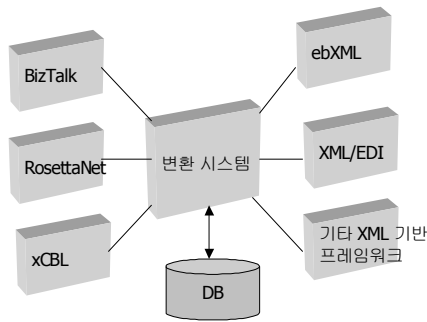 BizTalk
ebXML
RosettaNet
변환 시스템
XML/EDI
xCBL
기타 XML 기반
프레임워크
DB